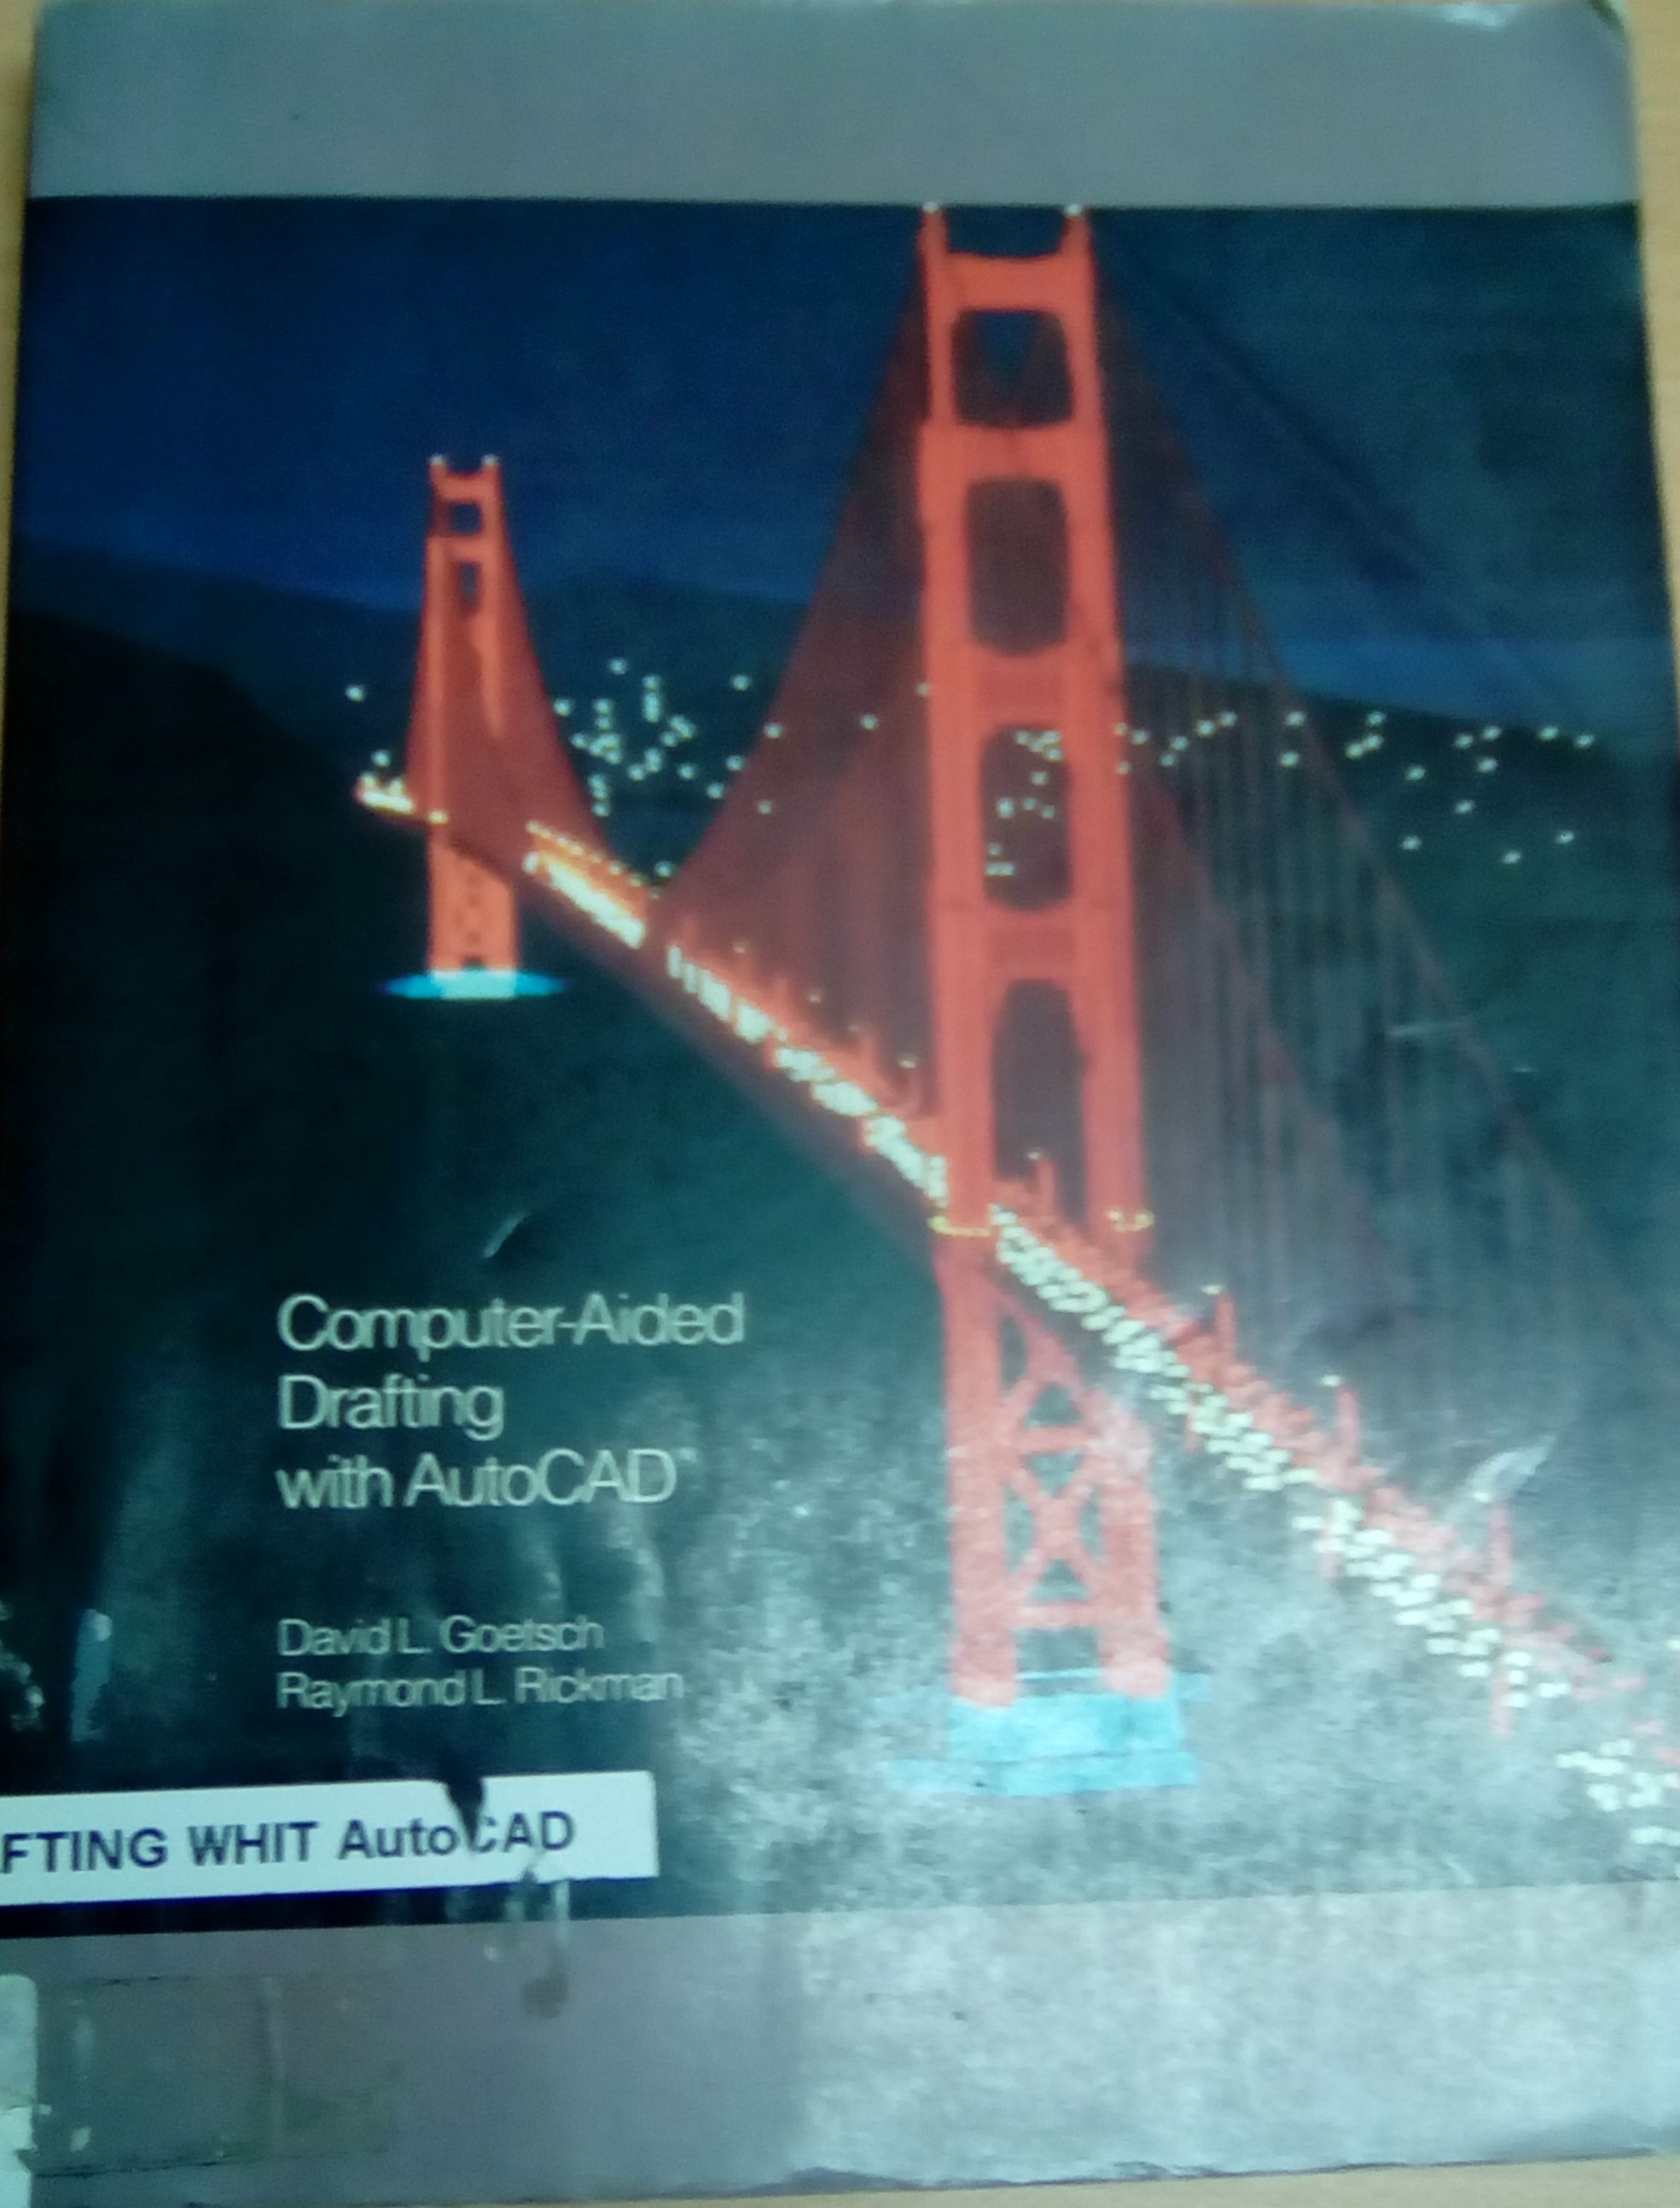 Computer-Aided
Drafting
with AutoCAD
David L. Goetsch
Raymond L. Rickman
FTING WHIT AutoCAD